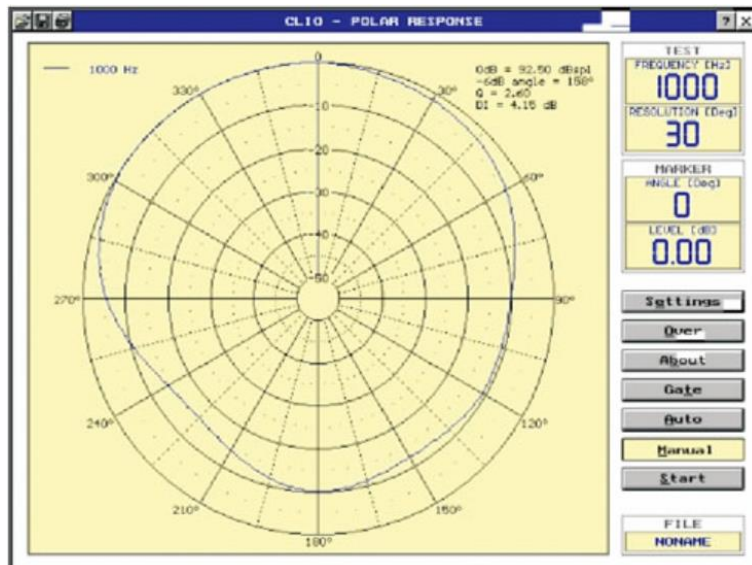 CLIO - POLAR RESPONSE
? X
1000 Hz
0dB = 92.50 dBspl
-6dB angle = 158°
Q = 2.60
DI = 4.15 dB
0
330°
30°
-10
-20
300°
60°
-30
-40
-50
270°
90°
240°
120°
210°
150°
180°
TEST
FREQUENCY [Hz]
1000
RESOLUTION [Deg]
30
MARKER
ANGLE [Deg]
0
LEVEL [dB]
0.00
Settings
Over
About
Gate
Auto
Manual
Start
FILE
NONAME